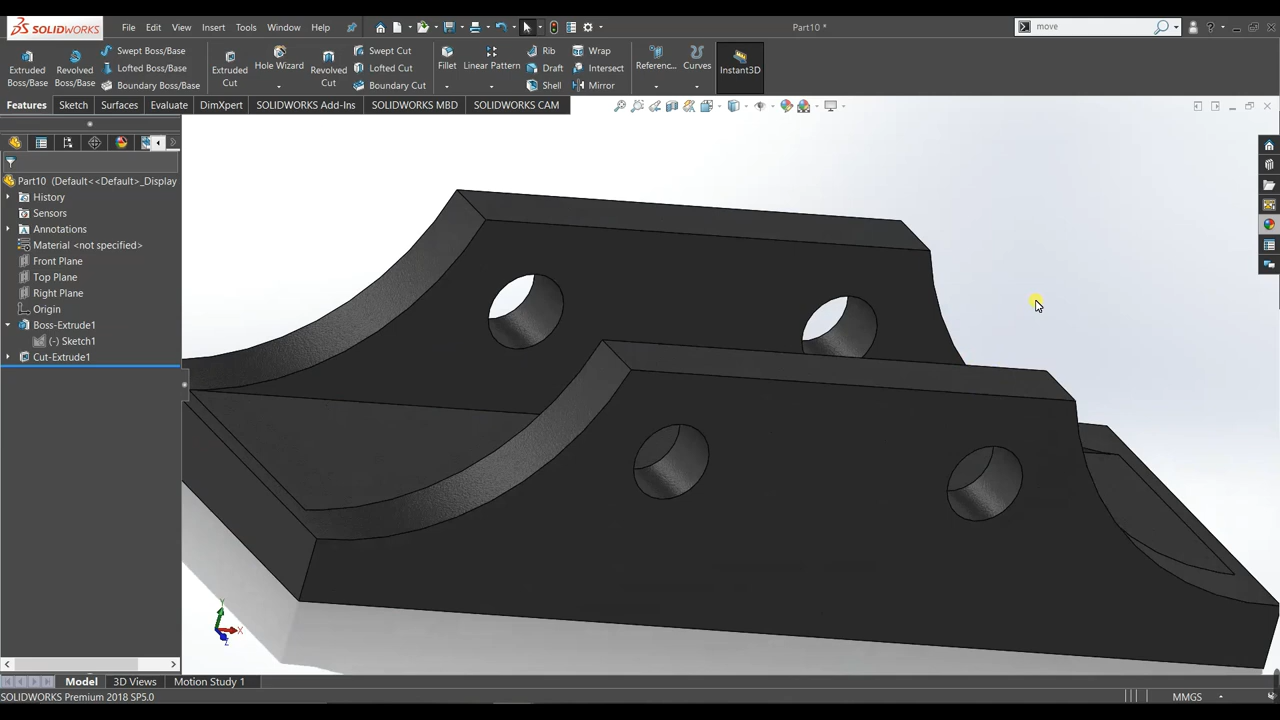 SOLIDWORKS File Edit View Insert Tools Window Help Part10 * move ?
Extruded Boss/Base Revolved Boss/Base Swept Boss/Base Lofted Boss/Base Boundary Boss/Base Extruded Cut Hole Wizard Revolved Cut Swept Cut Lofted Cut Boundary Cut Fillet Linear Pattern Rib Draft Shell Wrap Intersect Mirror Referenc... Curves Instant3D
Features Sketch Surfaces Evaluate DimXpert SOLIDWORKS Add-Ins SOLIDWORKS MBD SOLIDWORKS CAM
Part10 (Default<<Default>_Display
History
Sensors
Annotations
Material <not specified>
Front Plane
Top Plane
Right Plane
Origin
Boss-Extrude1
(-) Sketch1
Cut-Extrude1
Y
X
Z
Model 3D Views Motion Study 1
SOLIDWORKS Premium 2018 SP5.0 MMGS